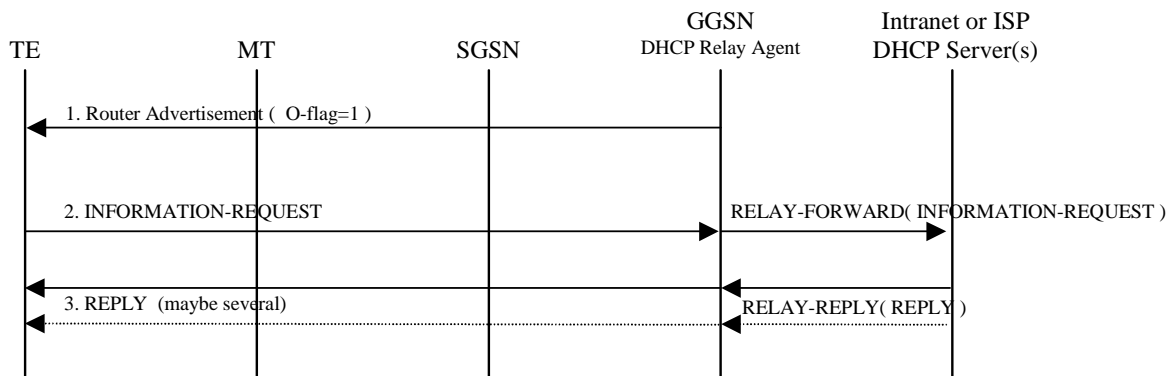 GGSN
Intranet or ISP
TE
MT
SGSN
DHCP Relay Agent
DHCP Server(s)
1. Router Advertisement ( O-flag=1 )
2. INFORMATION-REQUEST
RELAY-FORWARD( INFORMATION-REQUEST )
3. REPLY (maybe several)
RELAY-REPLY( REPLY )